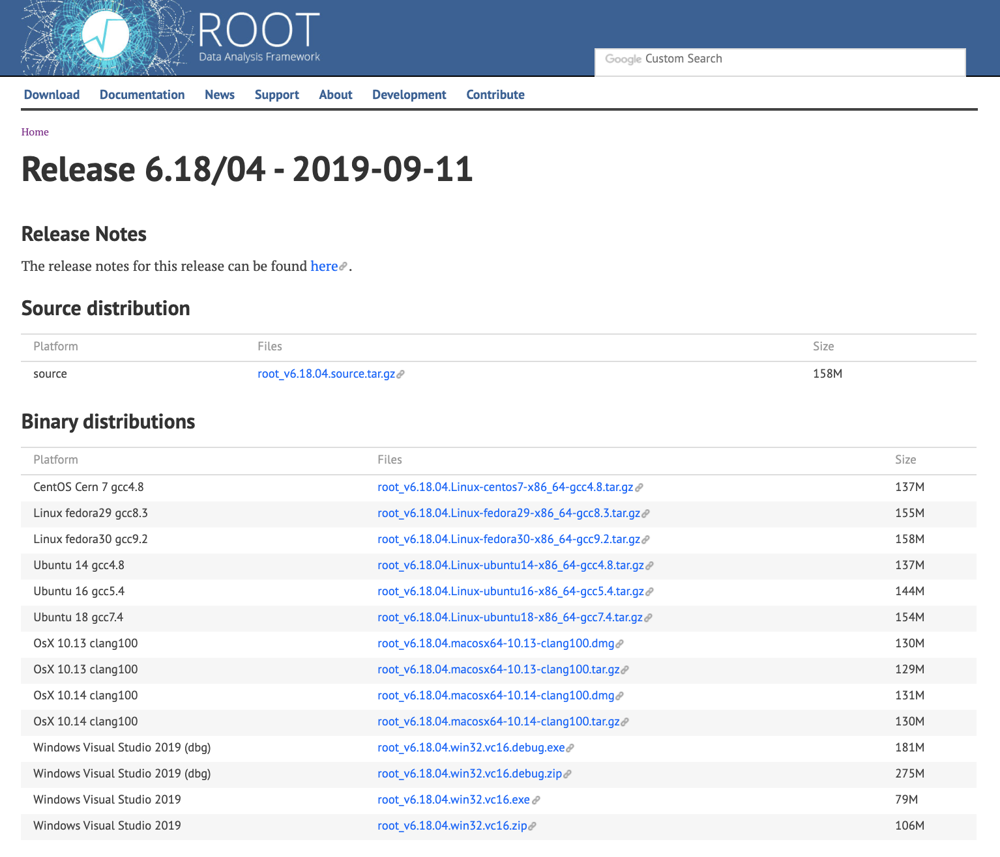 ROOT
Data Analysis Framework
Google Custom Search
Download Documentation News Support About Development Contribute
Home
Release 6.18/04 - 2019-09-11
Release Notes
The release notes for this release can be found here.
Source distribution
Platform Files Size
source root_v6.18.04.source.tar.gz 158M
Binary distributions
Platform Files Size
CentOS Cern 7 gcc4.8 root_v6.18.04.Linux-centos7-x86_64-gcc4.8.tar.gz 137M
Linux fedora29 gcc8.3 root_v6.18.04.Linux-fedora29-x86_64-gcc8.3.tar.gz 155M
Linux fedora30 gcc9.2 root_v6.18.04.Linux-fedora30-x86_64-gcc9.2.tar.gz 158M
Ubuntu 14 gcc4.8 root_v6.18.04.Linux-ubuntu14-x86_64-gcc4.8.tar.gz 137M
Ubuntu 16 gcc5.4 root_v6.18.04.Linux-ubuntu16-x86_64-gcc5.4.tar.gz 144M
Ubuntu 18 gcc7.4 root_v6.18.04.Linux-ubuntu18-x86_64-gcc7.4.tar.gz 154M
OsX 10.13 clang100 root_v6.18.04.macosx64-10.13-clang100.dmg 130M
OsX 10.13 clang100 root_v6.18.04.macosx64-10.13-clang100.tar.gz 129M
OsX 10.14 clang100 root_v6.18.04.macosx64-10.14-clang100.dmg 131M
OsX 10.14 clang100 root_v6.18.04.macosx64-10.14-clang100.tar.gz 130M
Windows Visual Studio 2019 (dbg) root_v6.18.04.win32.vc16.debug.exe 181M
Windows Visual Studio 2019 (dbg) root_v6.18.04.win32.vc16.debug.zip 275M
Windows Visual Studio 2019 root_v6.18.04.win32.vc16.exe 79M
Windows Visual Studio 2019 root_v6.18.04.win32.vc16.zip 106M